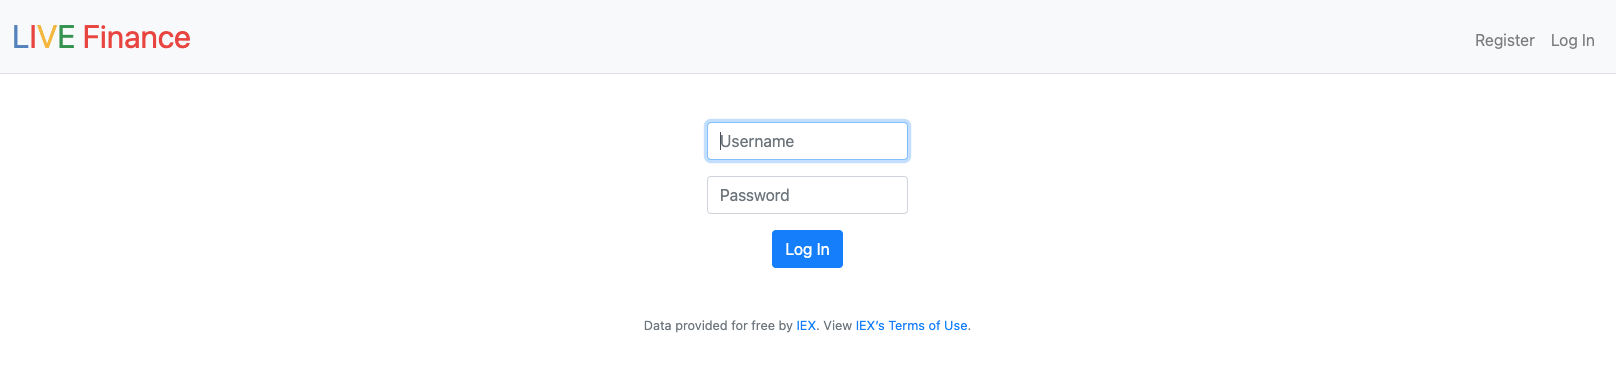 LIVE Finance
Register Log In
Username
Password
Log In
Data provided for free by IEX. View IEX’s Terms of Use.